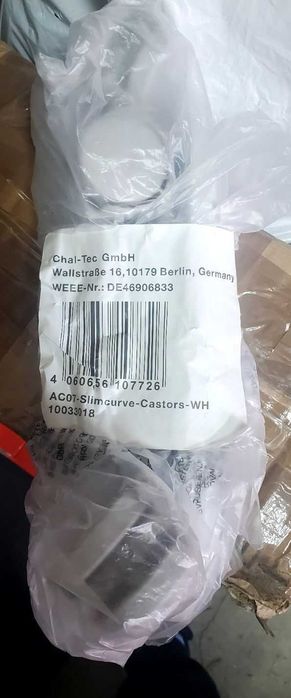 Chal-Tec GmbH
Wallstraße 16,10179 Berlin, Germany
WEEE-Nr.: DE46906833
4 060656 107726
AC07-Slimcurve-Castors-WH
10033018